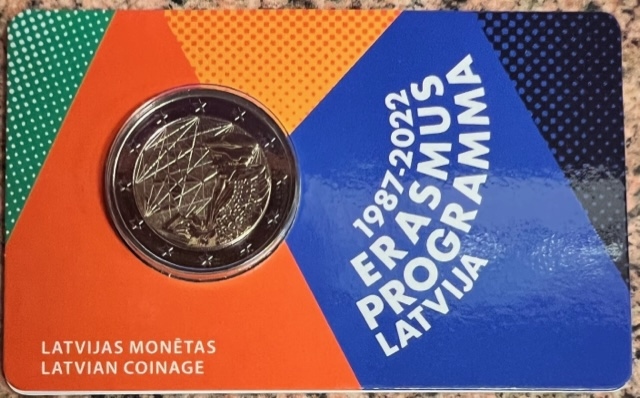 1987-2022
ERASMUS
PROGRAMMA
LATVIJA
LATVIJAS MONĒTAS
LATVIAN COINAGE